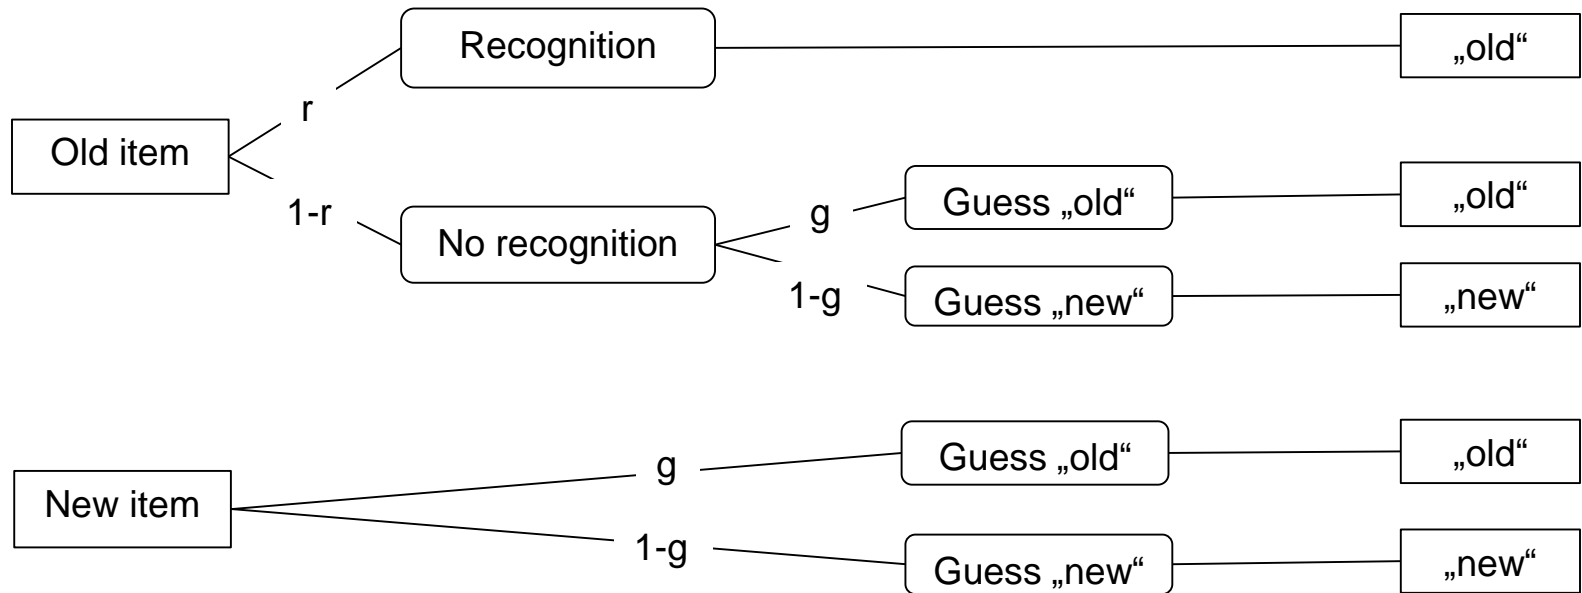 Recognition
„old“
r
Old item
1-r
No recognition
g
Guess „old“
„old“
1-g
Guess „new“
„new“
New item
g
Guess „old“
„old“
1-g
Guess „new“
„new“